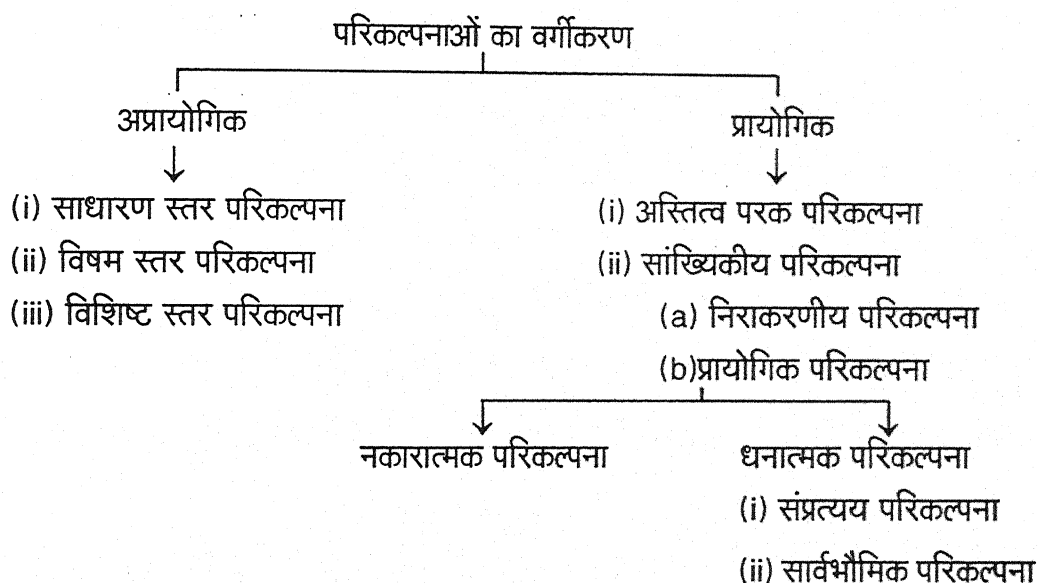 परिकल्पनाओं का वर्गीकरण
अप्रायोगिक
प्रायोगिक
(i) साधारण स्तर परिकल्पना
(ii) विषम स्तर परिकल्पना
(iii) विशिष्ट स्तर परिकल्पना
(i) अस्तित्व परक परिकल्पना
(ii) सांख्यिकीय परिकल्पना
(a) निराकरणीय परिकल्पना
(b)प्रायोगिक परिकल्पना
नकारात्मक परिकल्पना
धनात्मक परिकल्पना
(i) संप्रत्यय परिकल्पना
(ii) सार्वभौमिक परिकल्पना